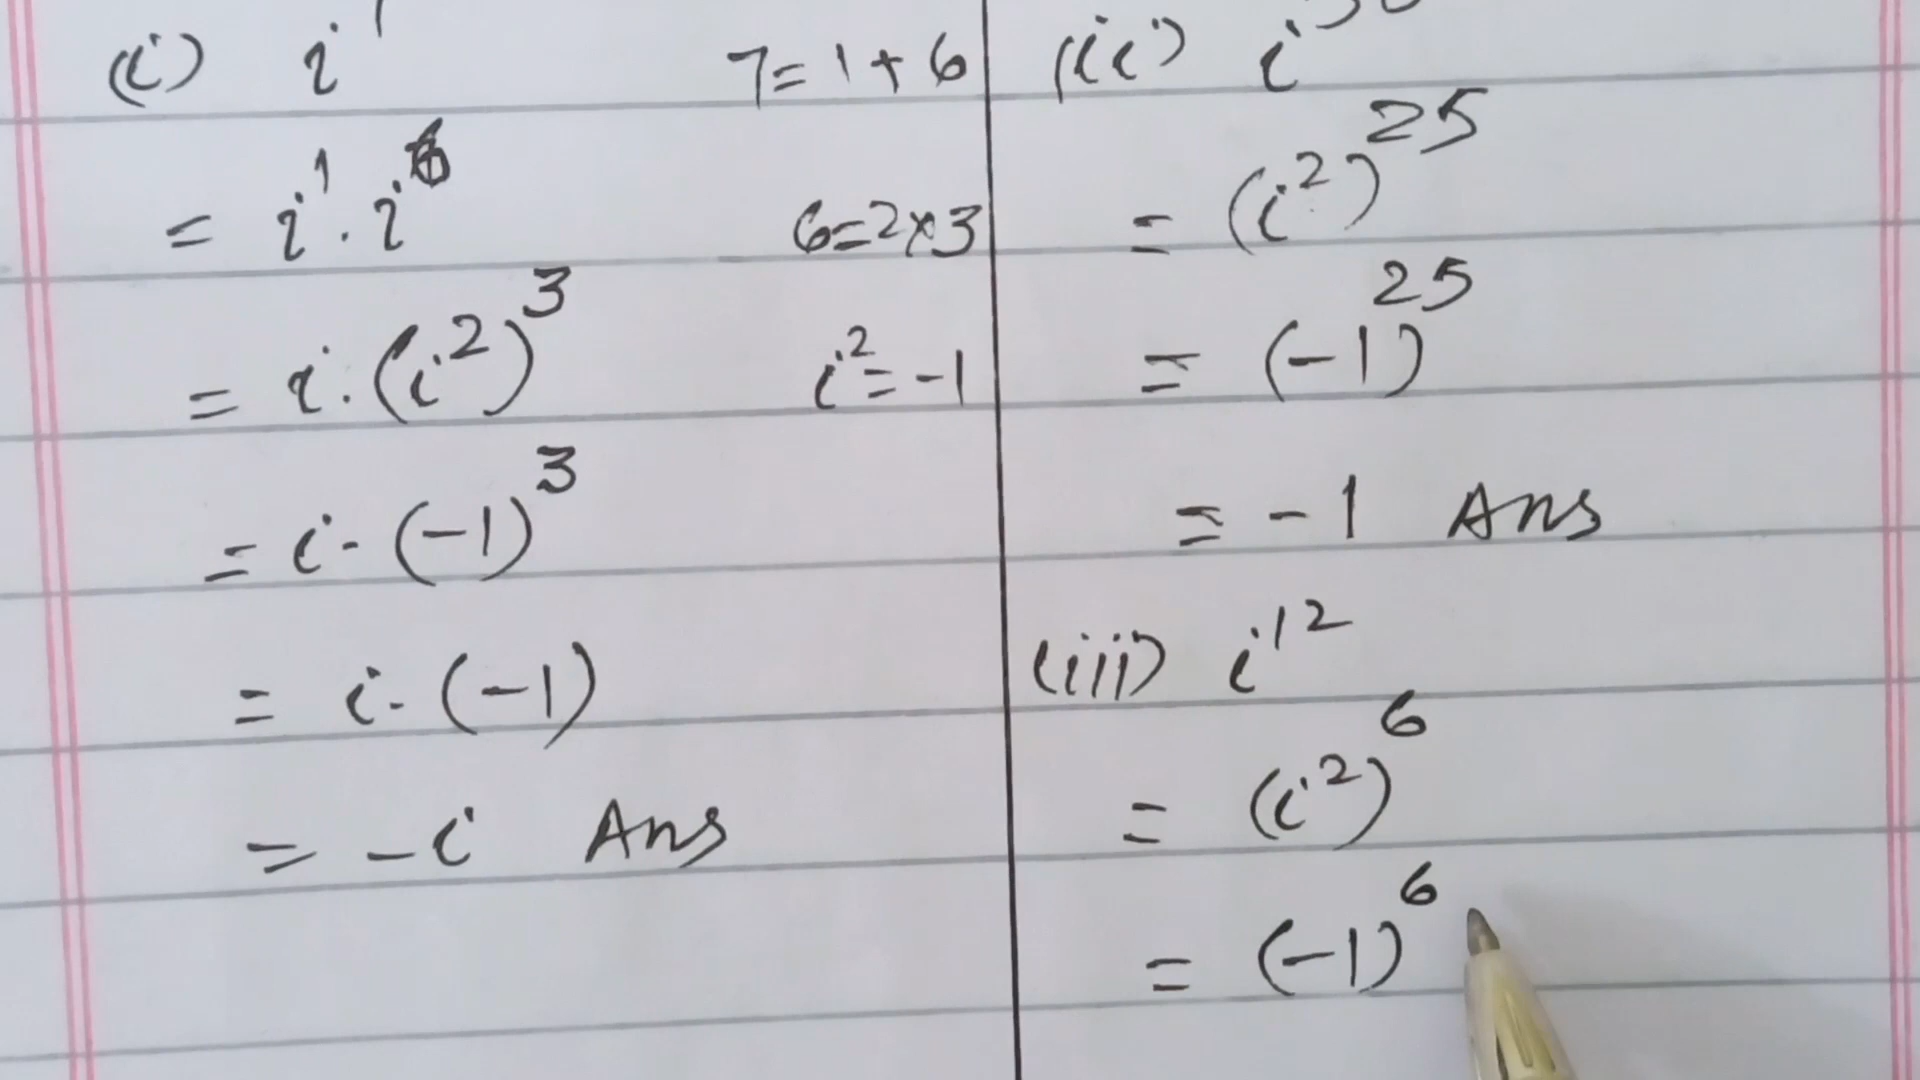 (i) i
7=1+6
= i¹. i⁶
6=2×3
= i.(i²)³
i²=-1
= i.(-1)³
= i.(-1)
= -i Ans
(ii) i
= (i²)²⁵
= (-1)²⁵
= -1 Ans
(iii) i¹²
= (i²)⁶
= (-1)⁶